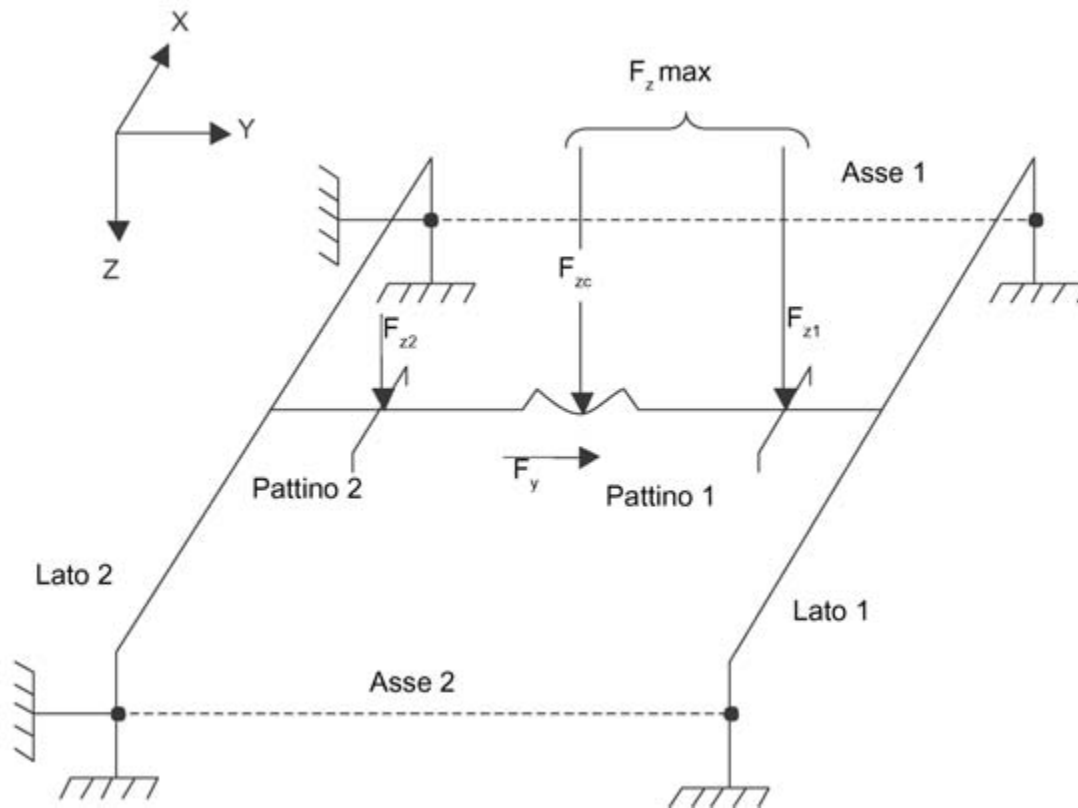 X
F_z max
Y
Asse 1
Z
F_zc
F_z2
F_z1
F_y
Pattino 2
Pattino 1
Lato 2
Lato 1
Asse 2